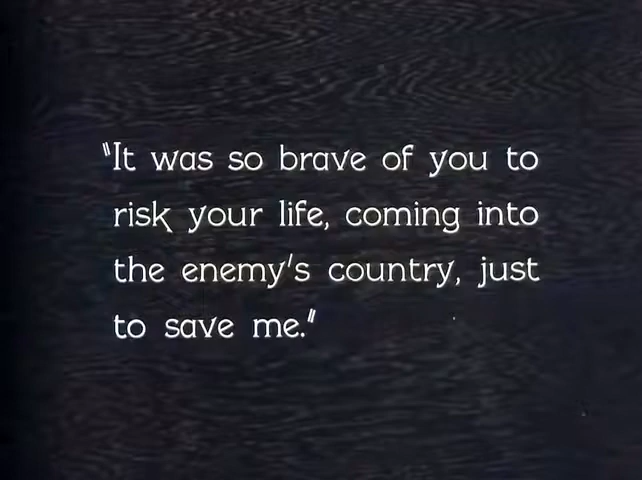 "It was so brave of you to
risk your life, coming into
the enemy's country, just
to save me."